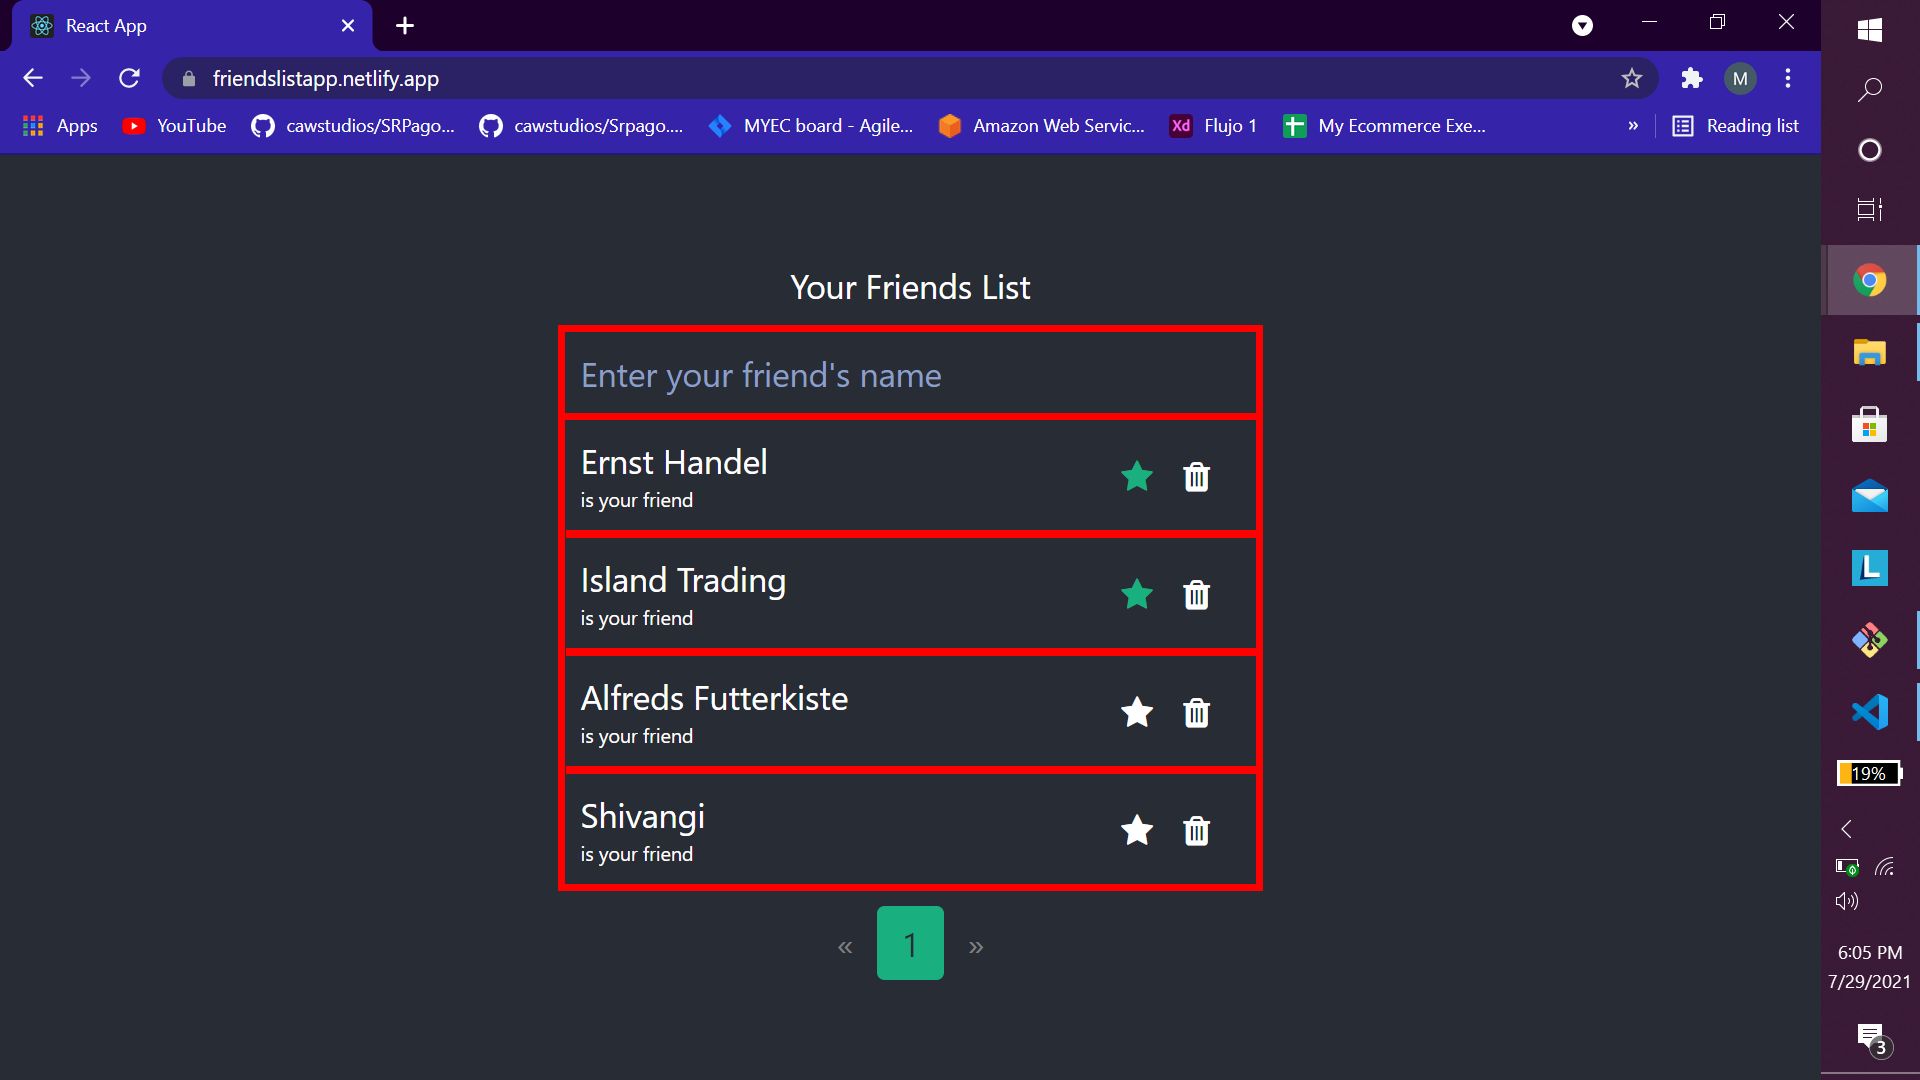 React App
friendslistapp.netlify.app
M
Apps
YouTube
cawstudios/SRPago...
cawstudios/Srpago....
MYEC board - Agile...
Amazon Web Servic...
Xd
Flujo 1
My Ecommerce Exe...
»
Reading list
Your Friends List
Enter your friend's name
Ernst Handel
is your friend
Island Trading
is your friend
Alfreds Futterkiste
is your friend
Shivangi
is your friend
« 1 »
L
19%
6:05 PM
7/29/2021
3